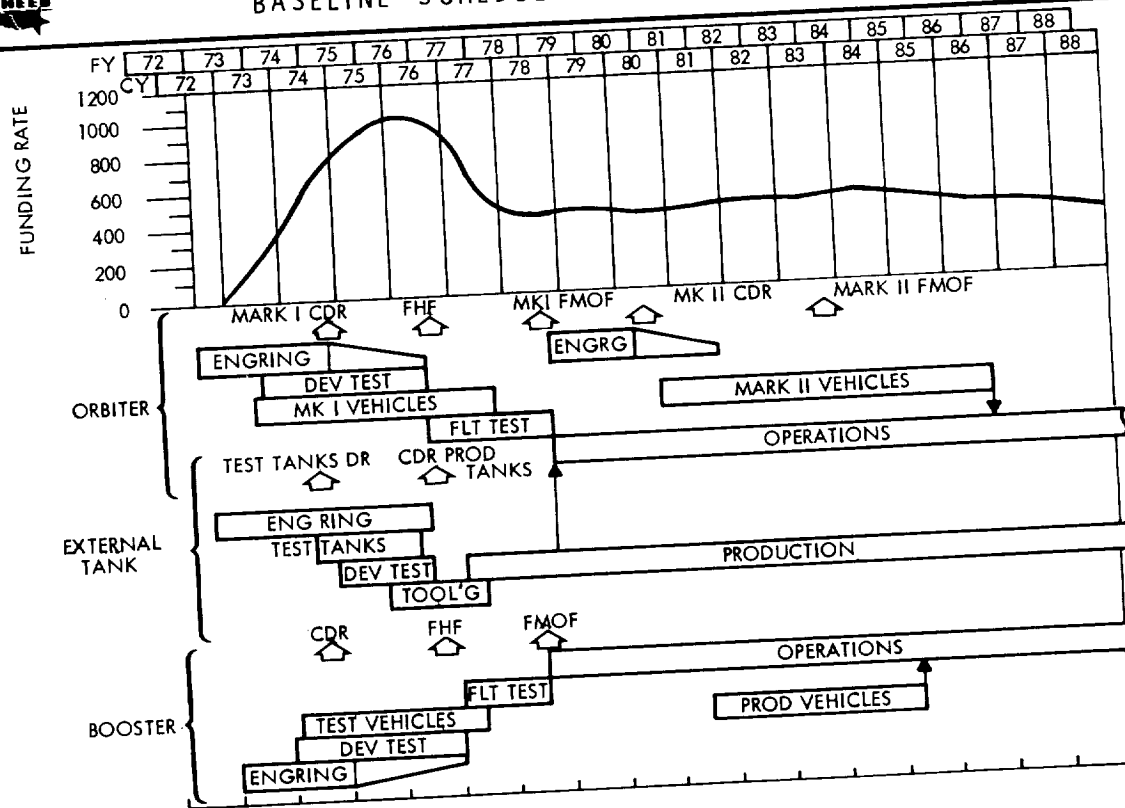 BASELINE
FY 72 73 74 75 76 77 78 79 80 81 82 83 84 85 86 87 88
CY 72 73 74 75 76 77 78 79 80 81 82 83 84 85 86 87 88
FUNDING RATE
1200
1000
800
600
400
200
0
MARK I CDR FHF MKI FMOF MK II CDR MARK II FMOF
ORBITER
ENGRING ENGRG
DEV TEST
MK I VEHICLES MARK II VEHICLES
FLT TEST OPERATIONS
EXTERNAL
TANK
TEST TANKS DR CDR PROD
TANKS
ENG RING
TEST TANKS
DEV TEST PRODUCTION
TOOL'G
BOOSTER
CDR FHF FMOF
OPERATIONS
FLT TEST PROD VEHICLES
TEST VEHICLES
DEV TEST
ENGRING